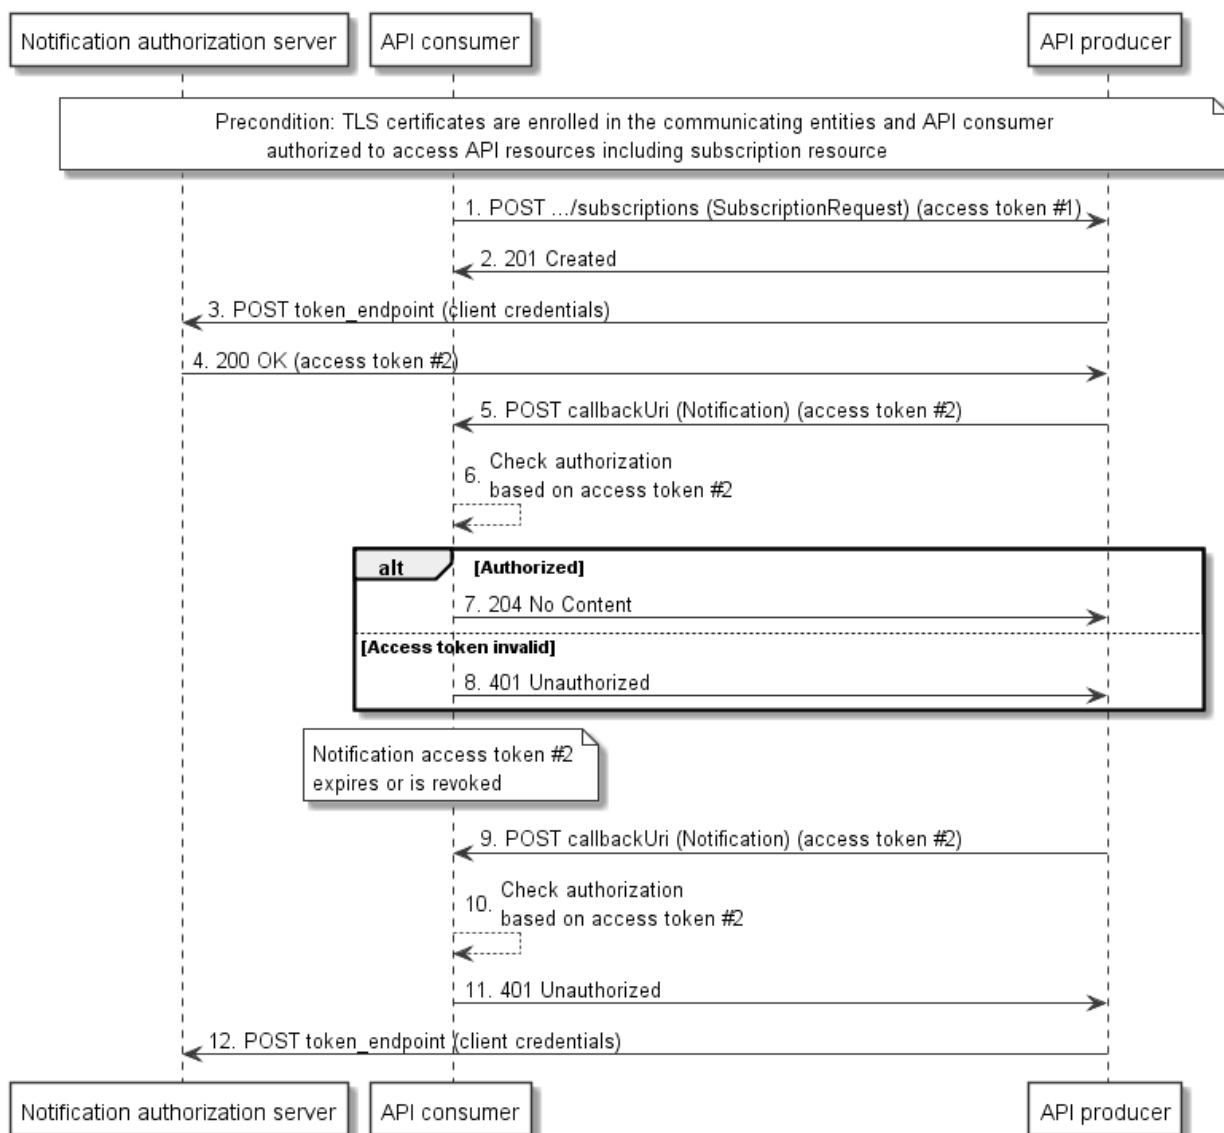 Notification authorization server
API consumer
API producer
Precondition: TLS certificates are enrolled in the communicating entities and API consumer
authorized to access API resources including subscription resource
1. POST .../subscriptions (SubscriptionRequest) (access token #1)
2. 201 Created
3. POST token_endpoint (client credentials)
4. 200 OK (access token #2)
5. POST callbackUri (Notification) (access token #2)
6. Check authorization
based on access token #2
alt [Authorized]
7. 204 No Content
[Access token invalid]
8. 401 Unauthorized
Notification access token #2
expires or is revoked
9. POST callbackUri (Notification) (access token #2)
10. Check authorization
based on access token #2
11. 401 Unauthorized
12. POST token_endpoint (client credentials)
Notification authorization server
API consumer
API producer